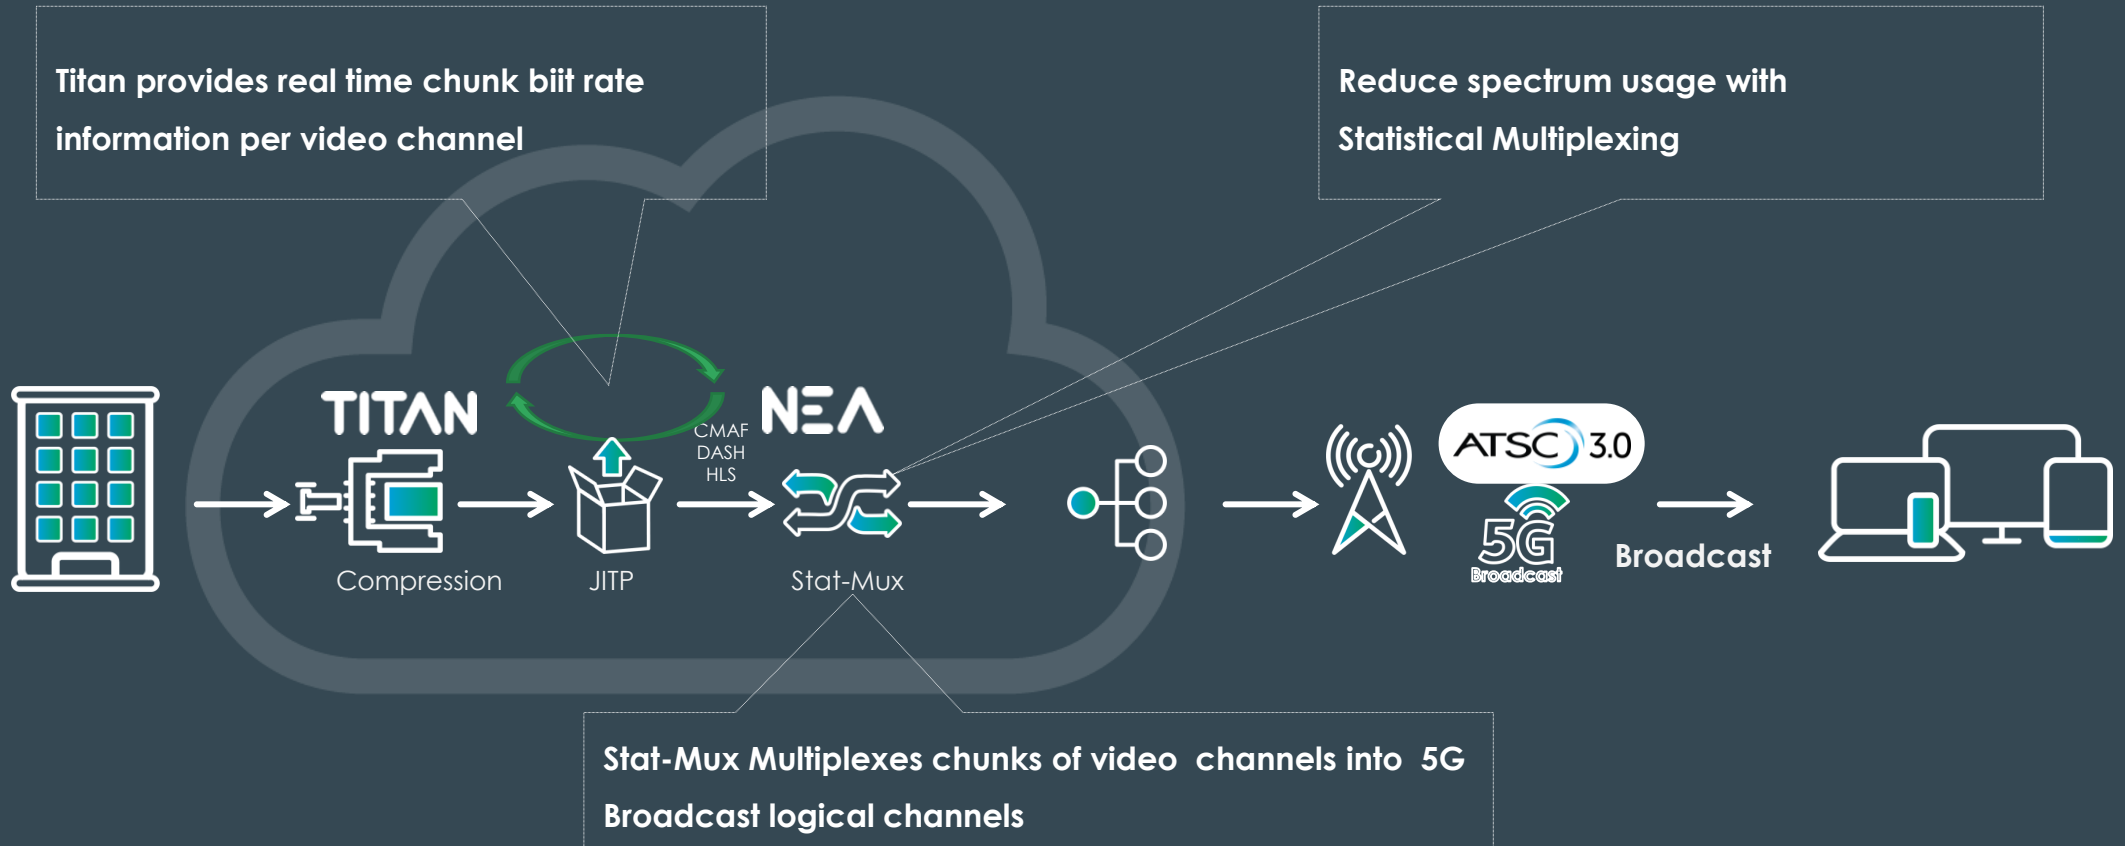 Titan provides real time chunk biit rate
information per video channel
Reduce spectrum usage with
Statistical Multiplexing
TITAN
NEA
CMAF
DASH
HLS
ATSC 3.0
5G
Broadcast
Broadcast
Compression
JITP
Stat-Mux
Stat-Mux Multiplexes chunks of video channels into 5G
Broadcast logical channels